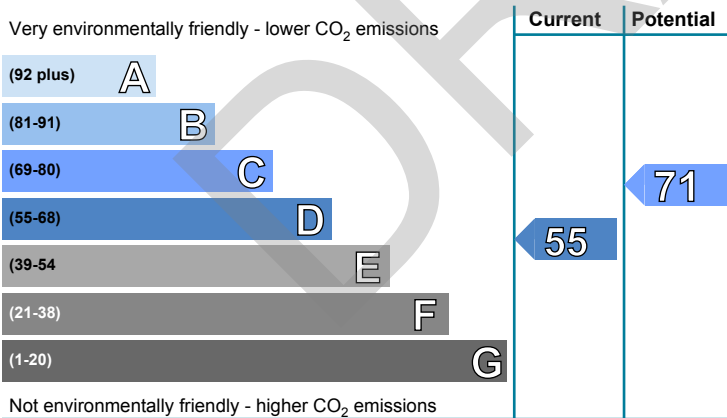 Very environmentally friendly - lower CO2 emissions
Current
Potential
(92 plus) A
(81-91) B
(69-80) C
71
(55-68) D
55
(39-54 E
(21-38) F
(1-20) G
Not environmentally friendly - higher CO2 emissions